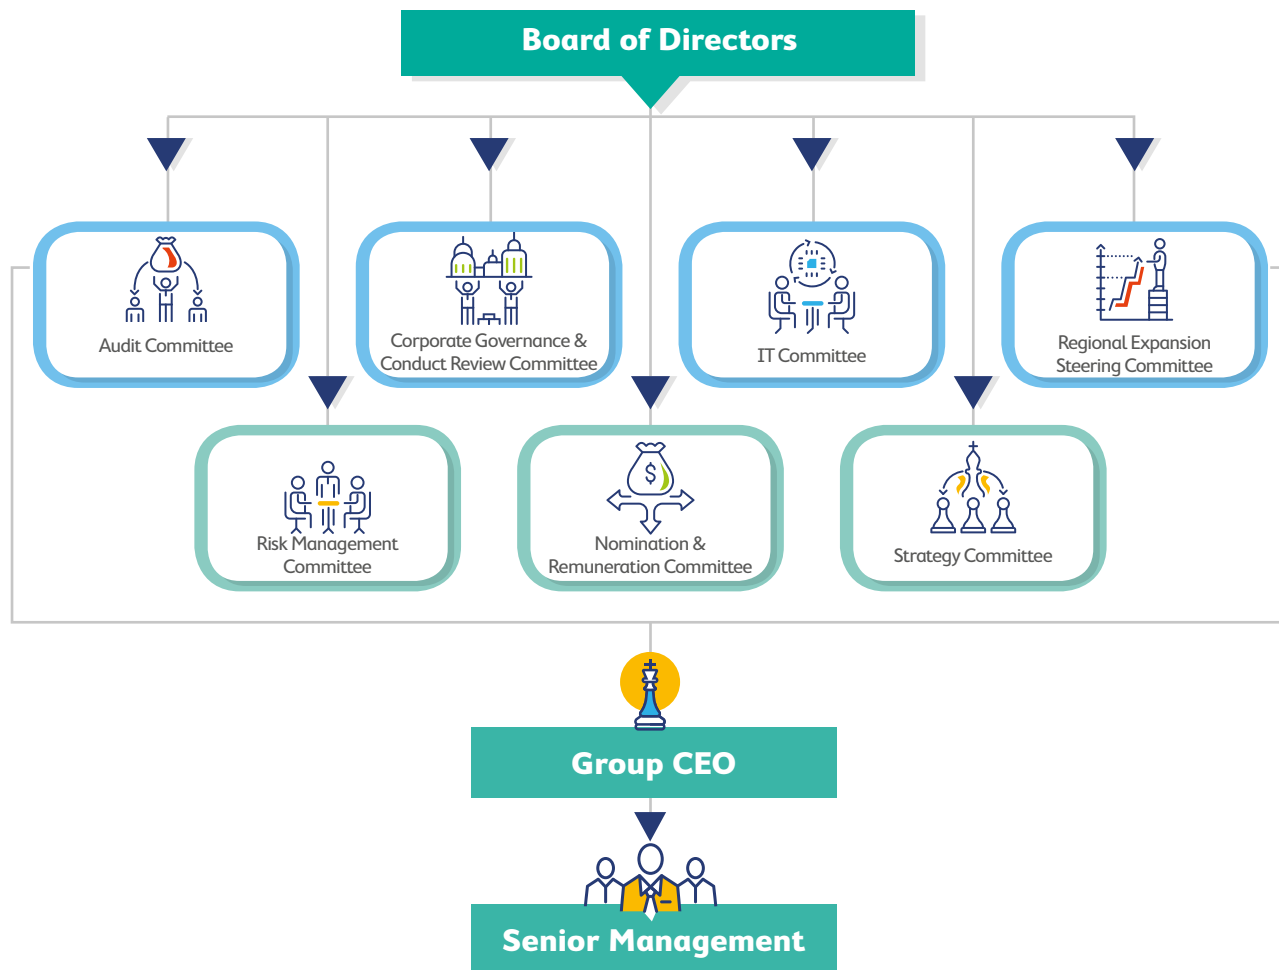 Board of Directors
Audit Committee
Corporate Governance &
Conduct Review Committee
IT Committee
Regional Expansion
Steering Committee
Risk Management
Committee
$
Nomination &
Remuneration Committee
Strategy Committee
Group CEO
Senior Management